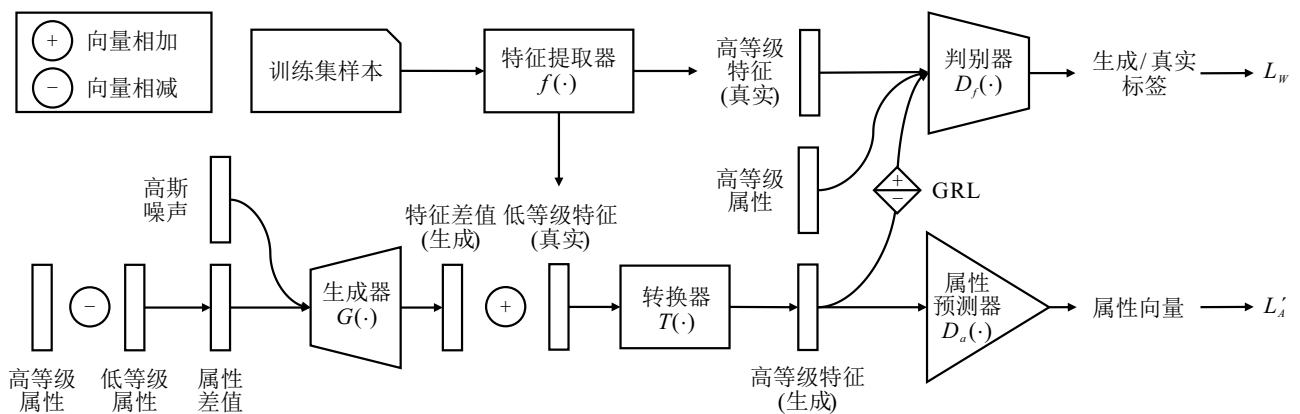 + 向量相加
− 向量相减
训练集样本
特征提取器
f(·)
高等级
特征
(真实)
判别器
D_f(·)
生成/真实
标签
L_W
高斯
噪声
高等级
属性
+
−
GRL
特征差值
(生成)
低等级特征
(真实)
−
生成器
G(·)
+
转换器
T(·)
属性
预测器
D_a(·)
属性向量
L'_A
高等级
属性
低等级
属性
属性
差值
高等级特征
(生成)